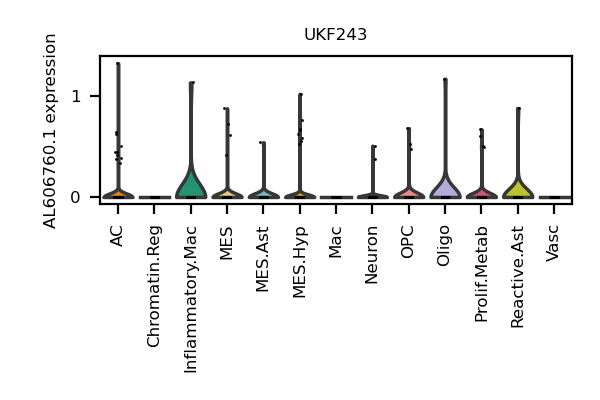 UKF243
AL606760.1 expression
1
0
AC
Chromatin.Reg
Inflammatory.Mac
MES
MES.Ast
MES.Hyp
Mac
Neuron
OPC
Oligo
Prolif.Metab
Reactive.Ast
Vasc